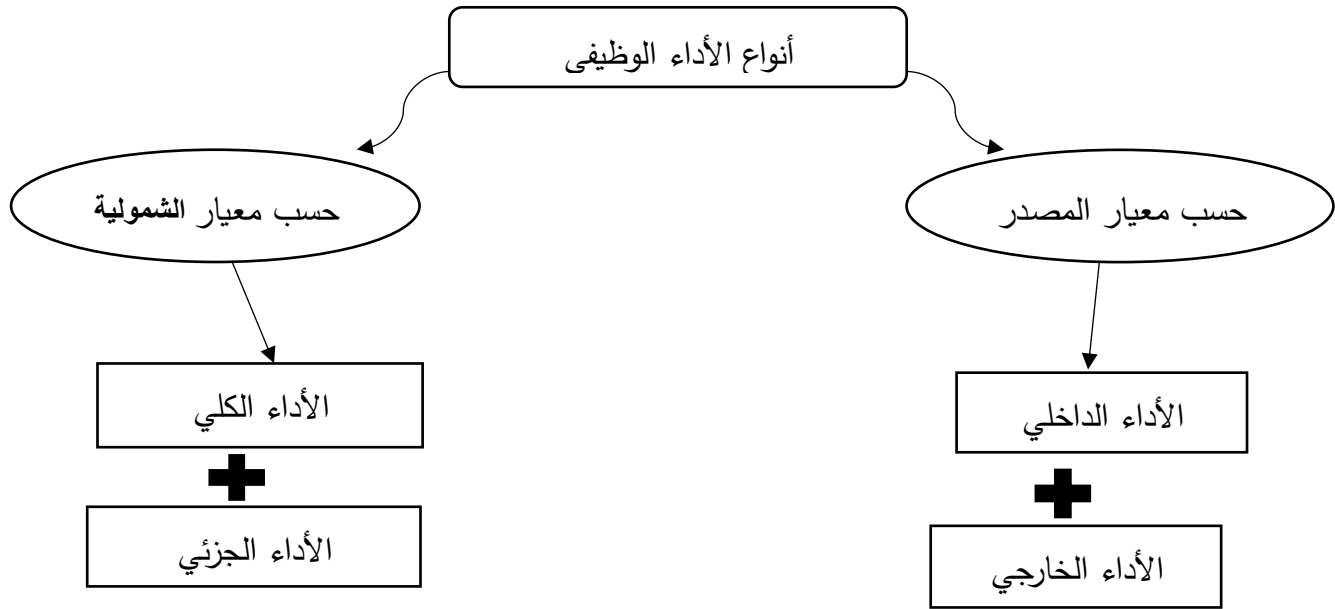 أنواع الأداء الوظيفي
حسب معيار المصدر
حسب معيار الشمولية
الأداء الداخلي
الأداء الكلي
الأداء الخارجي
الأداء الجزئي